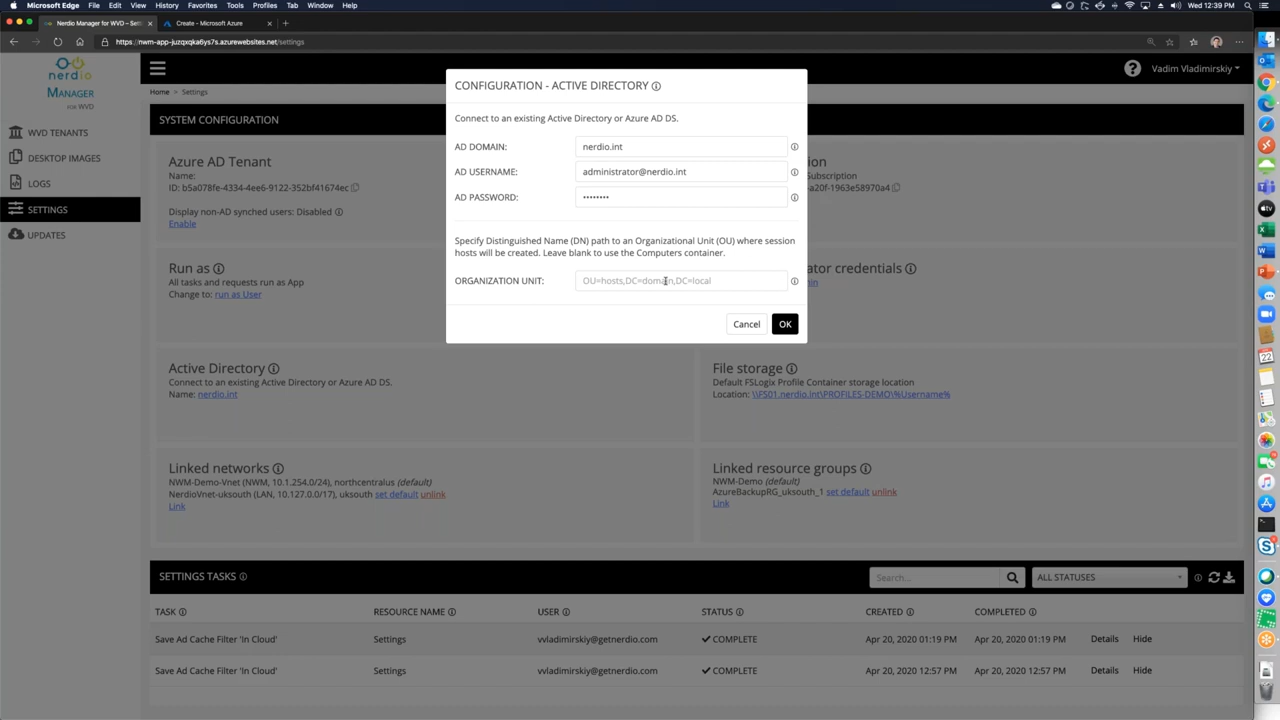 Microsoft Edge File Edit View History Favorites Tools Profiles Tab Window Help
Wed 12:39 PM
Nerdio Manager for WVD – Sett
Create - Microsoft Azure
https://nwm-app-juzqxqka6ys7s.azurewebsites.net/settings
nerdio
MANAGER
FOR WVD
Vadim Vladimirskiy
Home > Settings
WVD TENANTS
DESKTOP IMAGES
LOGS
SETTINGS
UPDATES
SYSTEM CONFIGURATION
Azure AD Tenant
ID: b5a078fe-4334-4ee6-9122-352bf41674ec
Display non-AD synched users: Disabled
Enable
Subscription
-a20f-1963e58970a4
Run as
All tasks and requests run as App
Change to: run as User
credentials
CONFIGURATION - ACTIVE DIRECTORY
Connect to an existing Active Directory or Azure AD DS.
AD DOMAIN: nerdio.int
AD USERNAME: administrator@nerdio.int
AD PASSWORD: ••••••••
Specify Distinguished Name (DN) path to an Organizational Unit (OU) where session
hosts will be created. Leave blank to use the Computers container.
ORGANIZATION UNIT: OU=hosts,DC=domain,DC=local
Cancel OK
Active Directory
Connect to an existing Active Directory or Azure AD DS.
Name: nerdio.int
File storage
Default FSLogix Profile Container storage location
Location: \\FS01.nerdio.int\PROFILES-DEMO\%Username%
Linked networks
NWM-Demo-Vnet (NWM, 10.1.254.0/24), northcentralus (default)
NerdioVnet-uksouth (LAN, 10.127.0.0/17), uksouth set default unlink
Link
Linked resource groups
NWM-Demo (default)
AzureBackupRG_uksouth_1 set default unlink
Link
SETTINGS TASKS
Search...
ALL STATUSES
TASK RESOURCE NAME USER STATUS CREATED COMPLETED
Save Ad Cache Filter 'In Cloud' Settings vvladimirskiy@getnerdio.com COMPLETE Apr 20, 2020 01:19 PM Apr 20, 2020 01:19 PM Details Hide
Save Ad Cache Filter 'In Cloud' Settings vvladimirskiy@getnerdio.com COMPLETE Apr 20, 2020 12:57 PM Apr 20, 2020 12:57 PM Details Hide